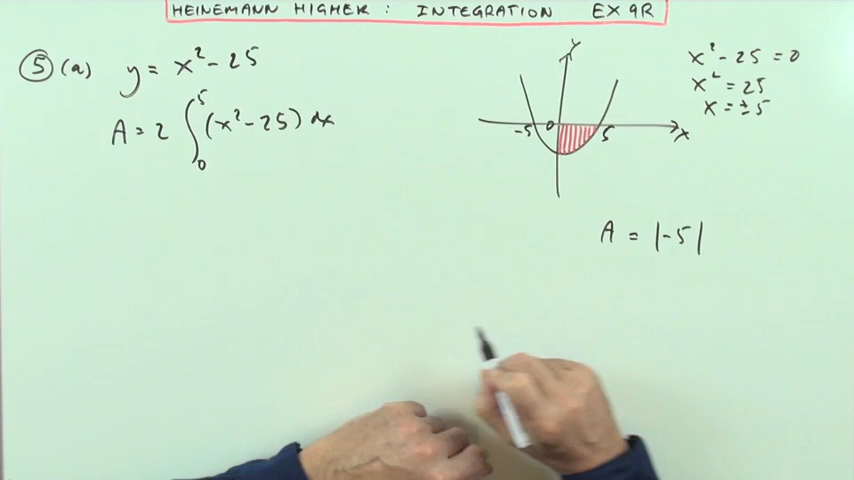 HEINEMANN HIGHER : INTEGRATION EX 9R
⑤ (a) y = x² - 25
A = 2 ∫₀⁵ (x² - 25) dx
y
-5 0 5 x
x² - 25 = 0
x² = 25
x = ± 5
A = |-5|